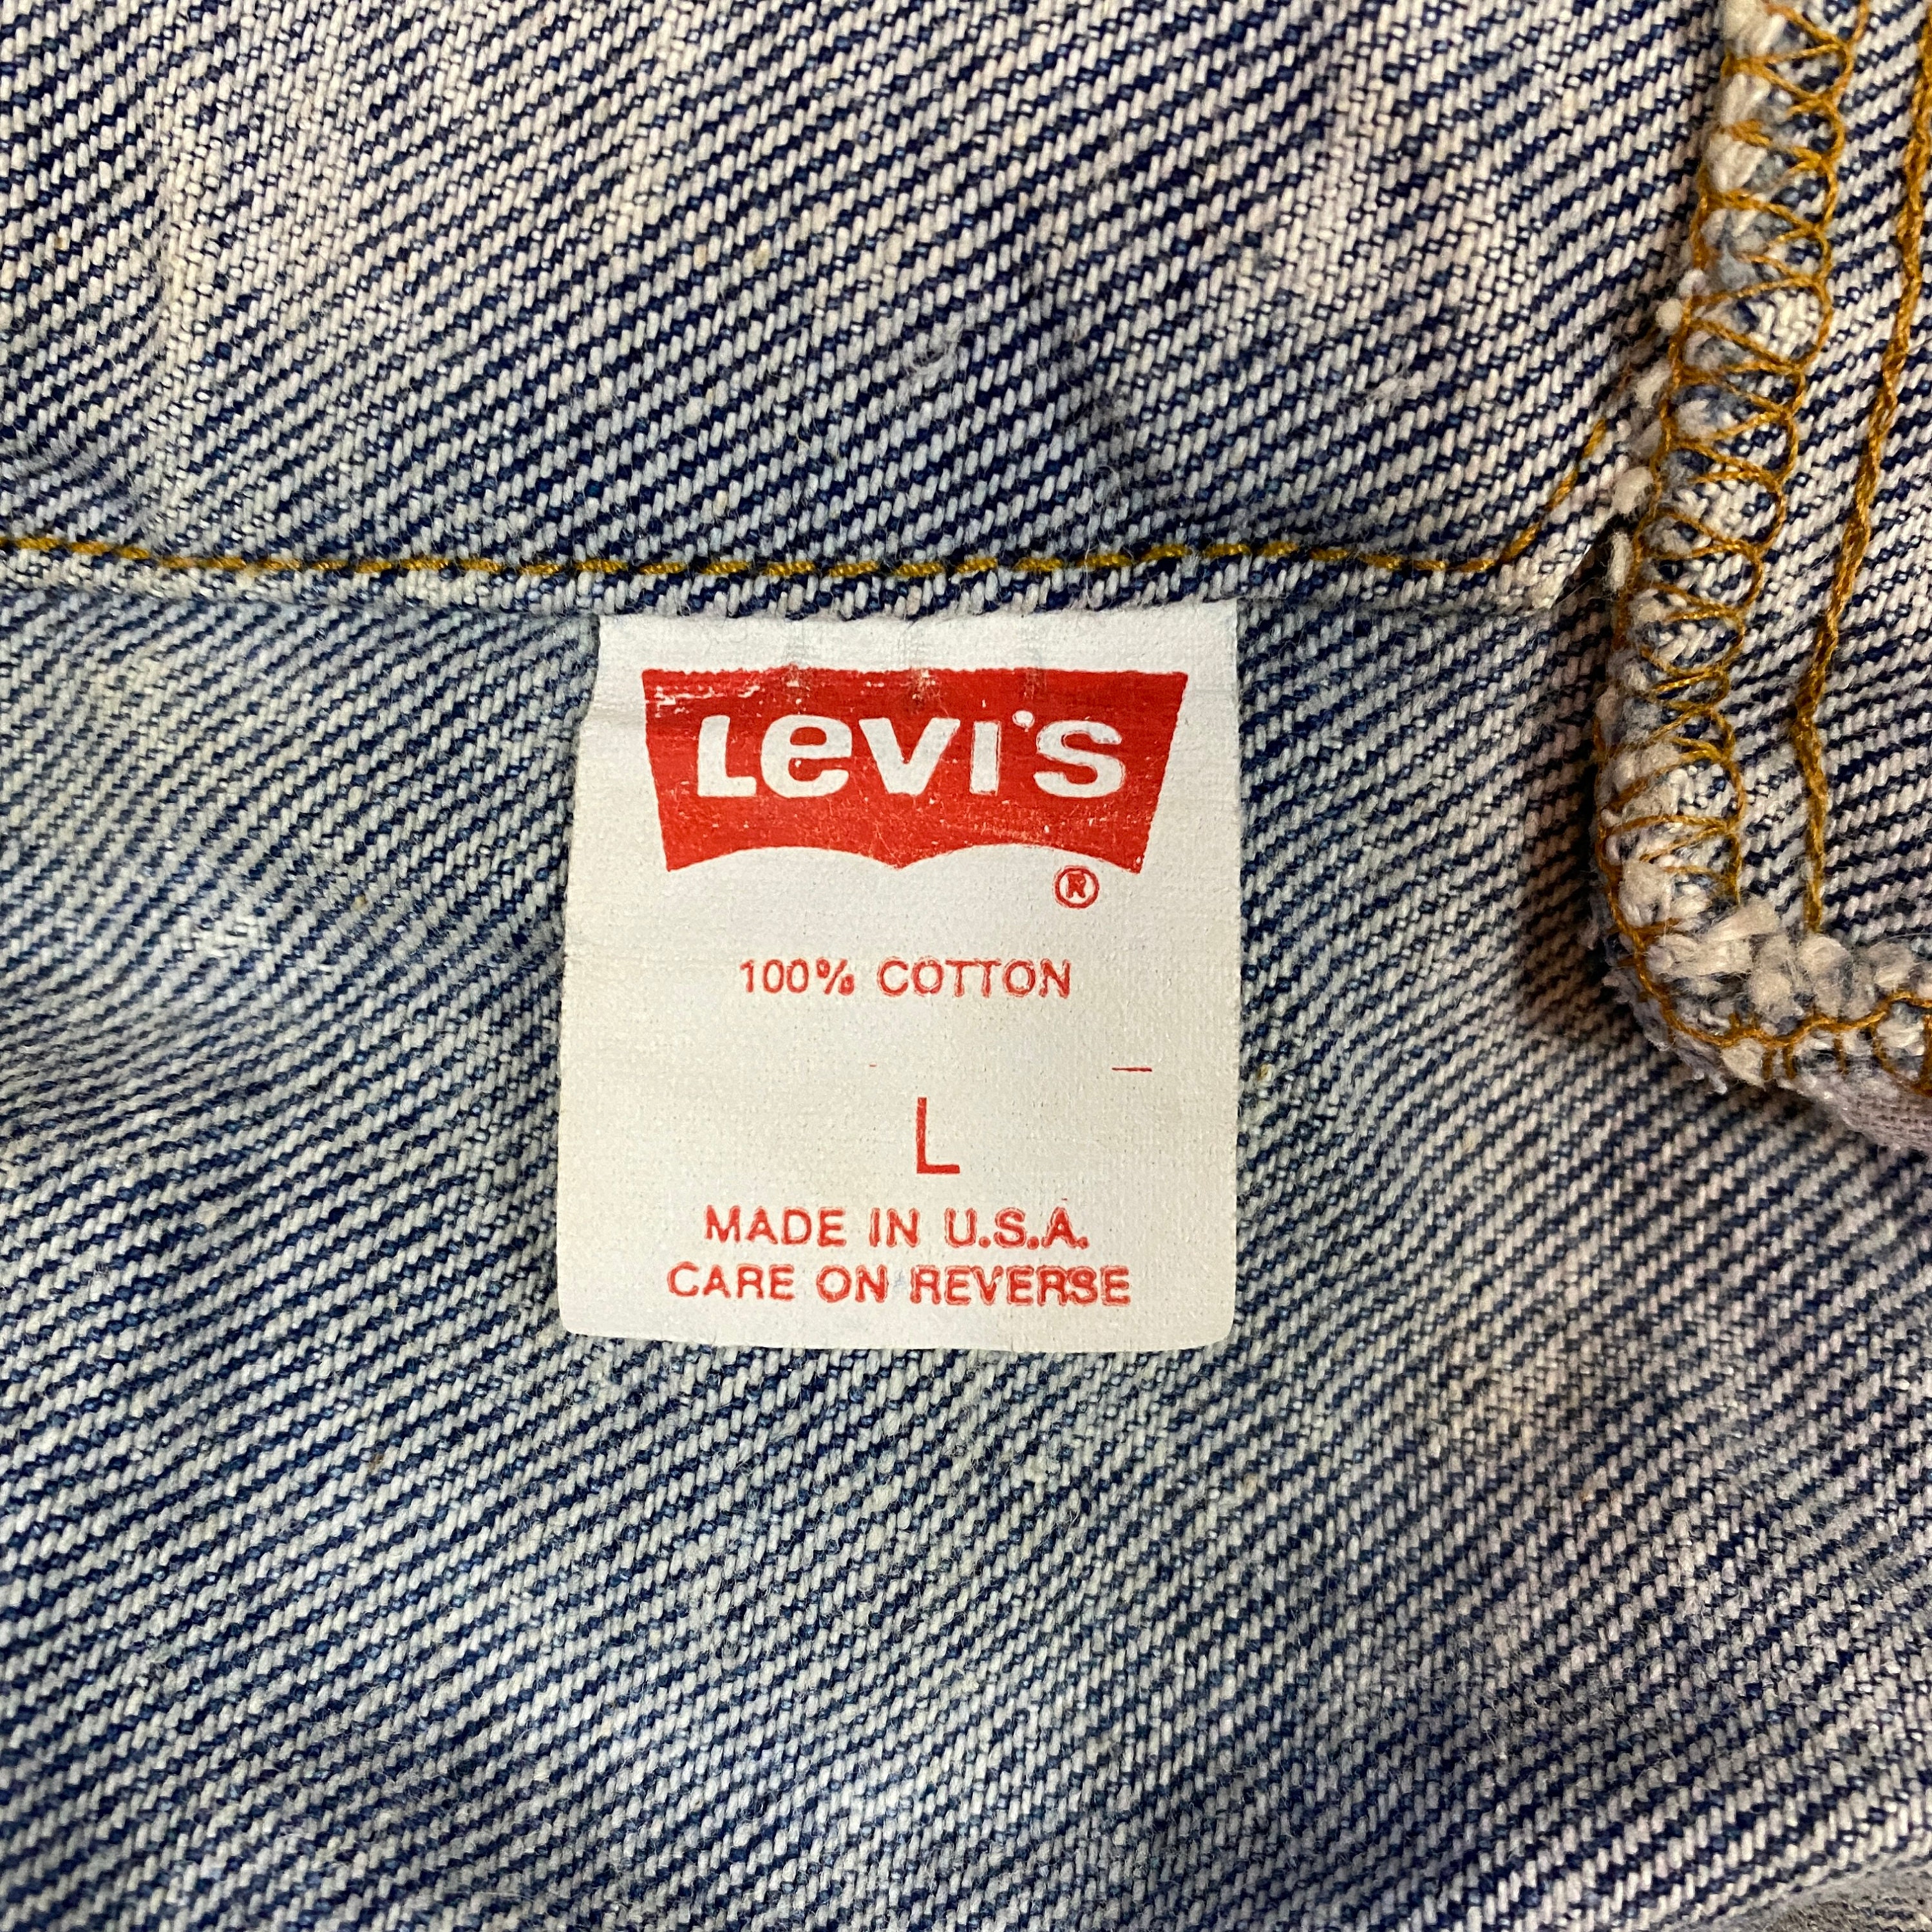 Levi's
®
100% COTTON
L
MADE IN U.S.A.
CARE ON REVERSE